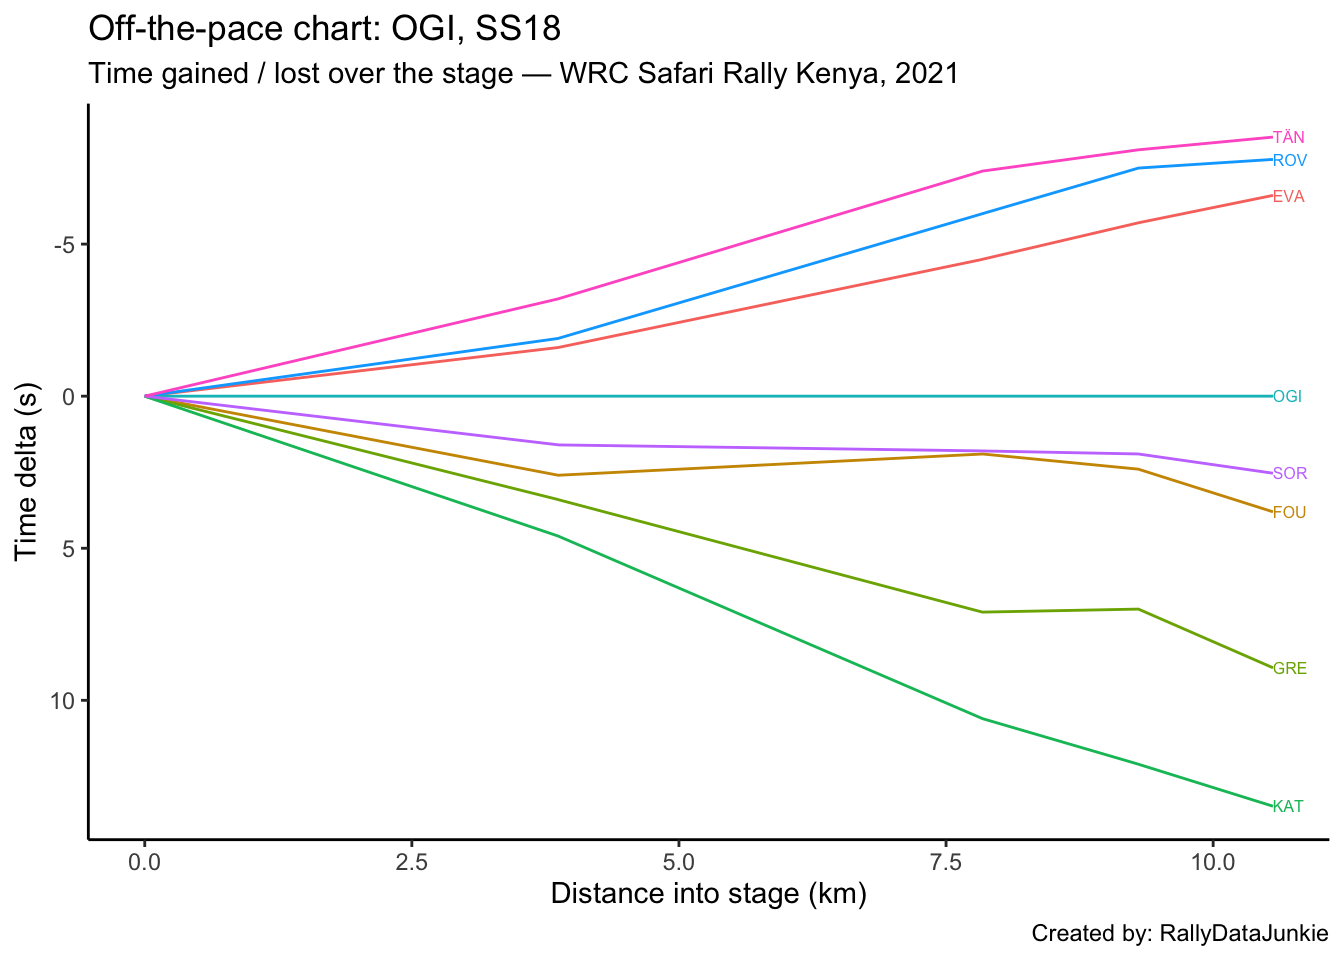 Off-the-pace chart: OGI, SS18
Time gained / lost over the stage — WRC Safari Rally Kenya, 2021
TÄN
ROV
EVA
-5
Time delta (s)
0
OGI
SOR
FOU
5
GRE
10
KAT
0.0 2.5 5.0 7.5 10.0
Distance into stage (km)
Created by: RallyDataJunkie